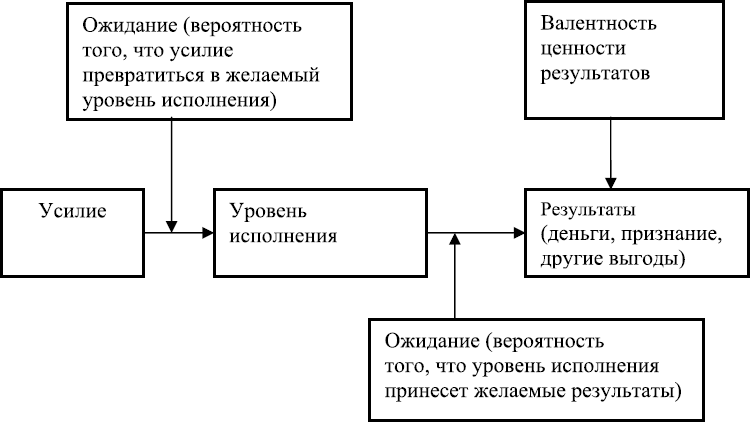 Ожидание (вероятность
того, что усилие
превратиться в желаемый
уровень исполнения)
Валентность
ценности
результатов
Усилие
Уровень
исполнения
Результаты
(деньги, признание,
другие выгоды)
Ожидание (вероятность
того, что уровень исполнения
принесет желаемые результаты)